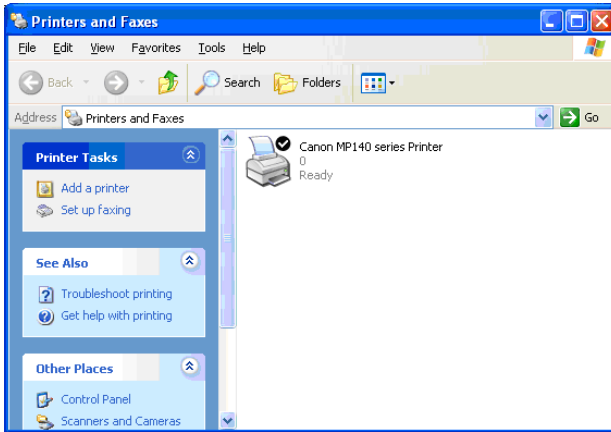 Printers and Faxes
File Edit View Favorites Tools Help
Back Search Folders
Address Printers and Faxes Go
Printer Tasks
Add a printer
Set up faxing
See Also
Troubleshoot printing
Get help with printing
Other Places
Control Panel
Scanners and Cameras
Canon MP140 series Printer
0
Ready